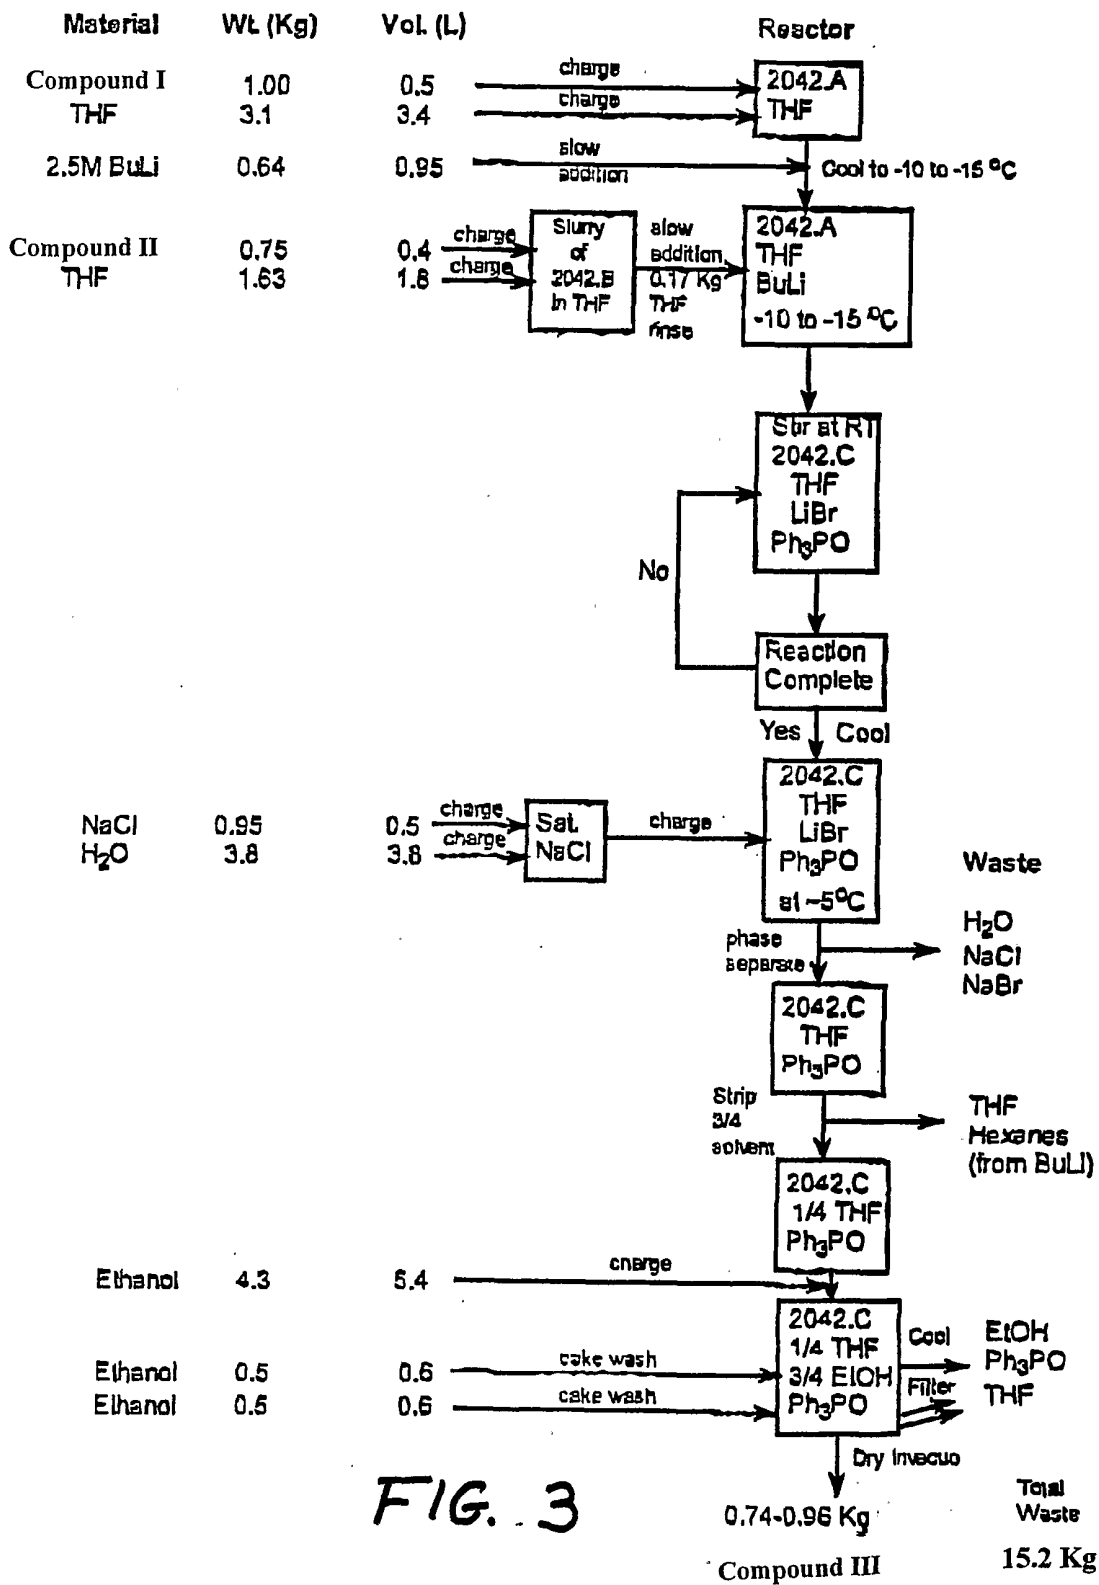 Material Wt. (Kg) Vol. (L) Reactor
Compound I 1.00 0.5 charge 2042.A
THF 3.1 3.4 charge THF
2.5M BuLi 0.64 0.95 slow addition Cool to -10 to -15 ºC
Compound II 0.75 0.4 charge
THF 1.63 1.8 charge
Slurry
of
2042.B
in THF
slow
addition
0.17 Kg
THF
rinse
2042.A
THF
BuLi
-10 to -15 ºC
Stir at RT
2042.C
THF
LiBr
Ph₃PO
No
Reaction
Complete
Yes Cool
NaCl 0.95 0.5 charge
H₂O 3.8 3.8 charge
Sat.
NaCl
charge
2042.C
THF
LiBr
Ph₃PO
at -5ºC
Waste
phase
separate
H₂O
NaCl
NaBr
2042.C
THF
Ph₃PO
Strip
3/4
solvent
THF
Hexanes
(from BuLi)
2042.C
1/4 THF
Ph₃PO
Ethanol 4.3 5.4 charge
Ethanol 0.5 0.6 cake wash
Ethanol 0.5 0.6 cake wash
2042.C
1/4 THF
3/4 EtOH
Ph₃PO
Cool
Filter
EtOH
Ph₃PO
THF
Dry invacuo
FIG. 3
0.74-0.96 Kg
Compound III
Total
Waste
15.2 Kg